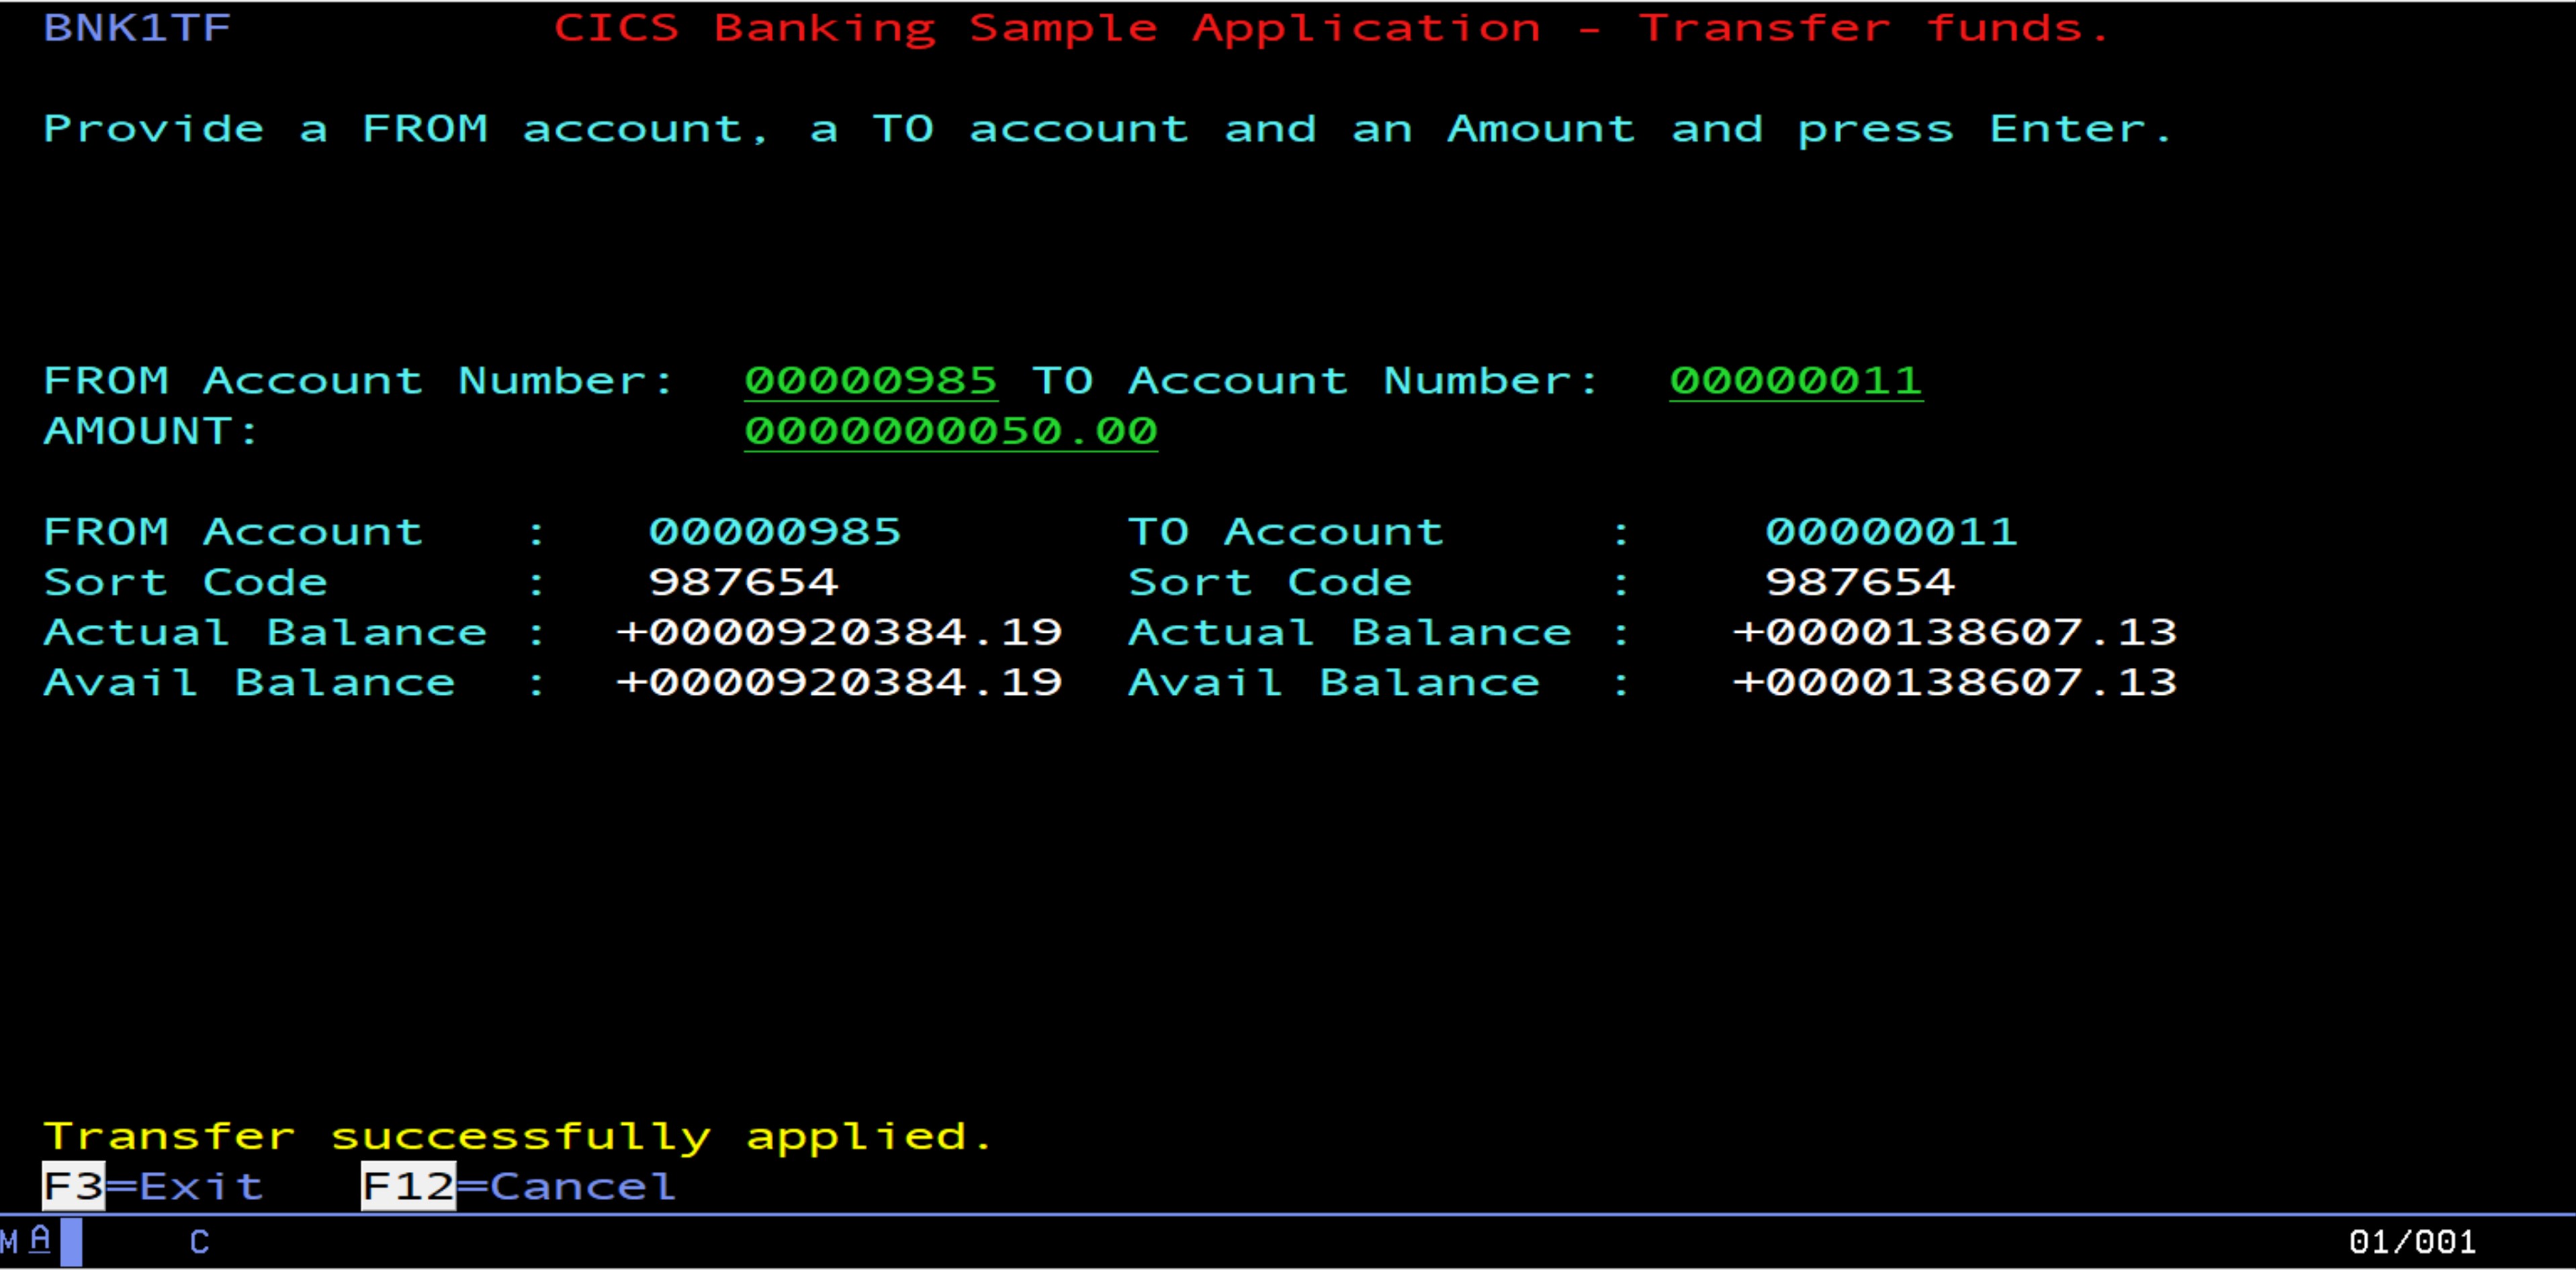 BNK1TF CICS Banking Sample Application - Transfer funds.
Provide a FROM account, a TO account and an Amount and press Enter.
FROM Account Number: 00000985 TO Account Number: 00000011
AMOUNT: 0000000050.00
FROM Account : 00000985 TO Account : 00000011
Sort Code : 987654 Sort Code : 987654
Actual Balance : +0000920384.19 Actual Balance : +0000138607.13
Avail Balance : +0000920384.19 Avail Balance : +0000138607.13
Transfer successfully applied.
F3=Exit F12=Cancel
MA C 01/001